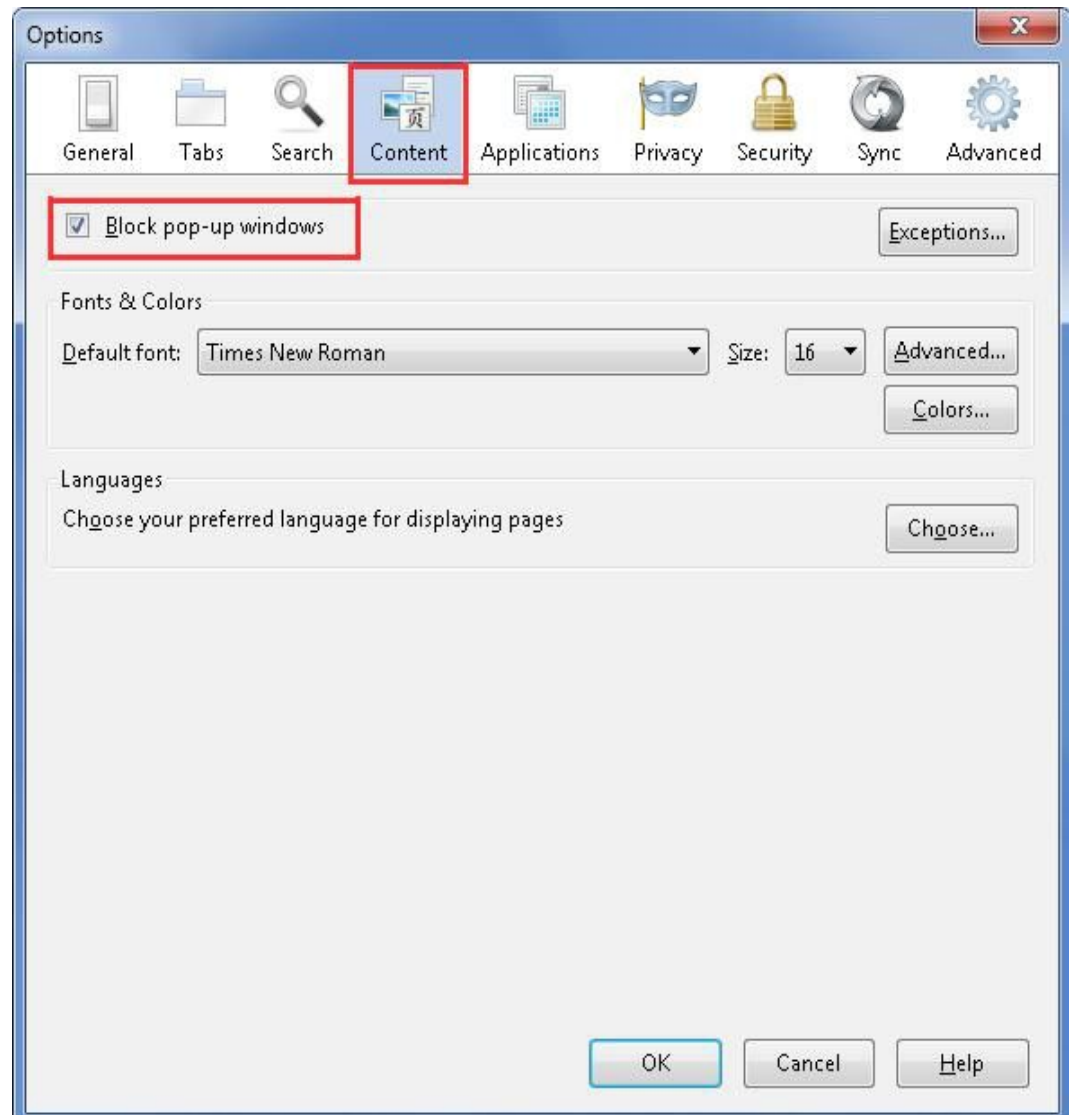 Options
General Tabs Search Content Applications Privacy Security Sync Advanced
页
Block pop-up windows Exceptions...
Fonts & Colors
Default font: Times New Roman Size: 16 Advanced...
Colors...
Languages
Choose your preferred language for displaying pages Choose...
OK Cancel Help